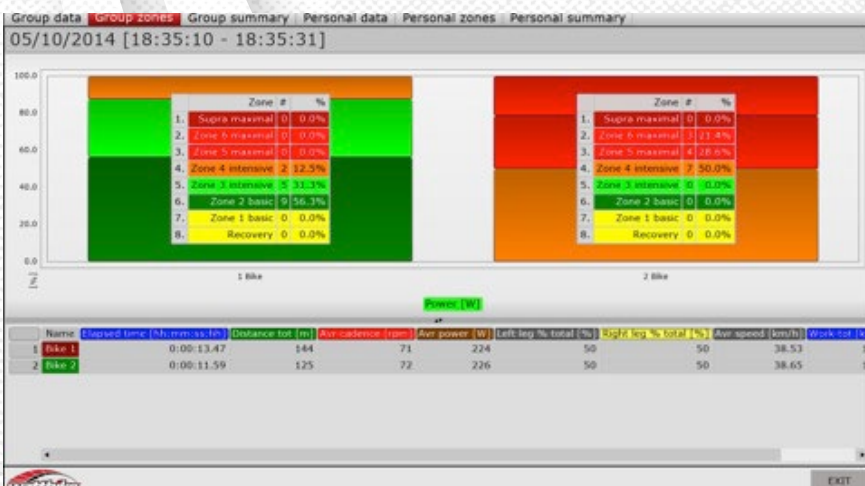 Group data Group zones Group summary Personal data Personal zones Personal summary
05/10/2014 [18:35:10 - 18:35:31]
100.0
80.0
60.0
40.0
20.0
0.0
[%]
Zone # %
1. Supra maximal 0 0.0%
2. Zone 6 maximal 0 0.0%
3. Zone 5 maximal 0 0.0%
4. Zone 4 intensive 2 12.5%
5. Zone 3 intensive 5 31.3%
6. Zone 2 basic 9 56.3%
7. Zone 1 basic 0 0.0%
8. Recovery 0 0.0%
Zone # %
1. Supra maximal 0 0.0%
2. Zone 6 maximal 3 21.4%
3. Zone 5 maximal 4 28.6%
4. Zone 4 intensive 7 50.0%
5. Zone 3 intensive 0 0.0%
6. Zone 2 basic 0 0.0%
7. Zone 1 basic 0 0.0%
8. Recovery 0 0.0%
1 Bike 2 Bike
Power [W]
Name Elapsed time [hh:mm:ss:hh] Distance tot [m] Avr cadence [rpm] Avr power [W] Left leg % total [%] Right leg % total [%] Avr speed [km/h] Work tot
1 Bike 1 0:00:13.47 144 71 224 50 50 38.53
2 Bike 2 0:00:11.59 125 72 226 50 50 38.65
EXIT